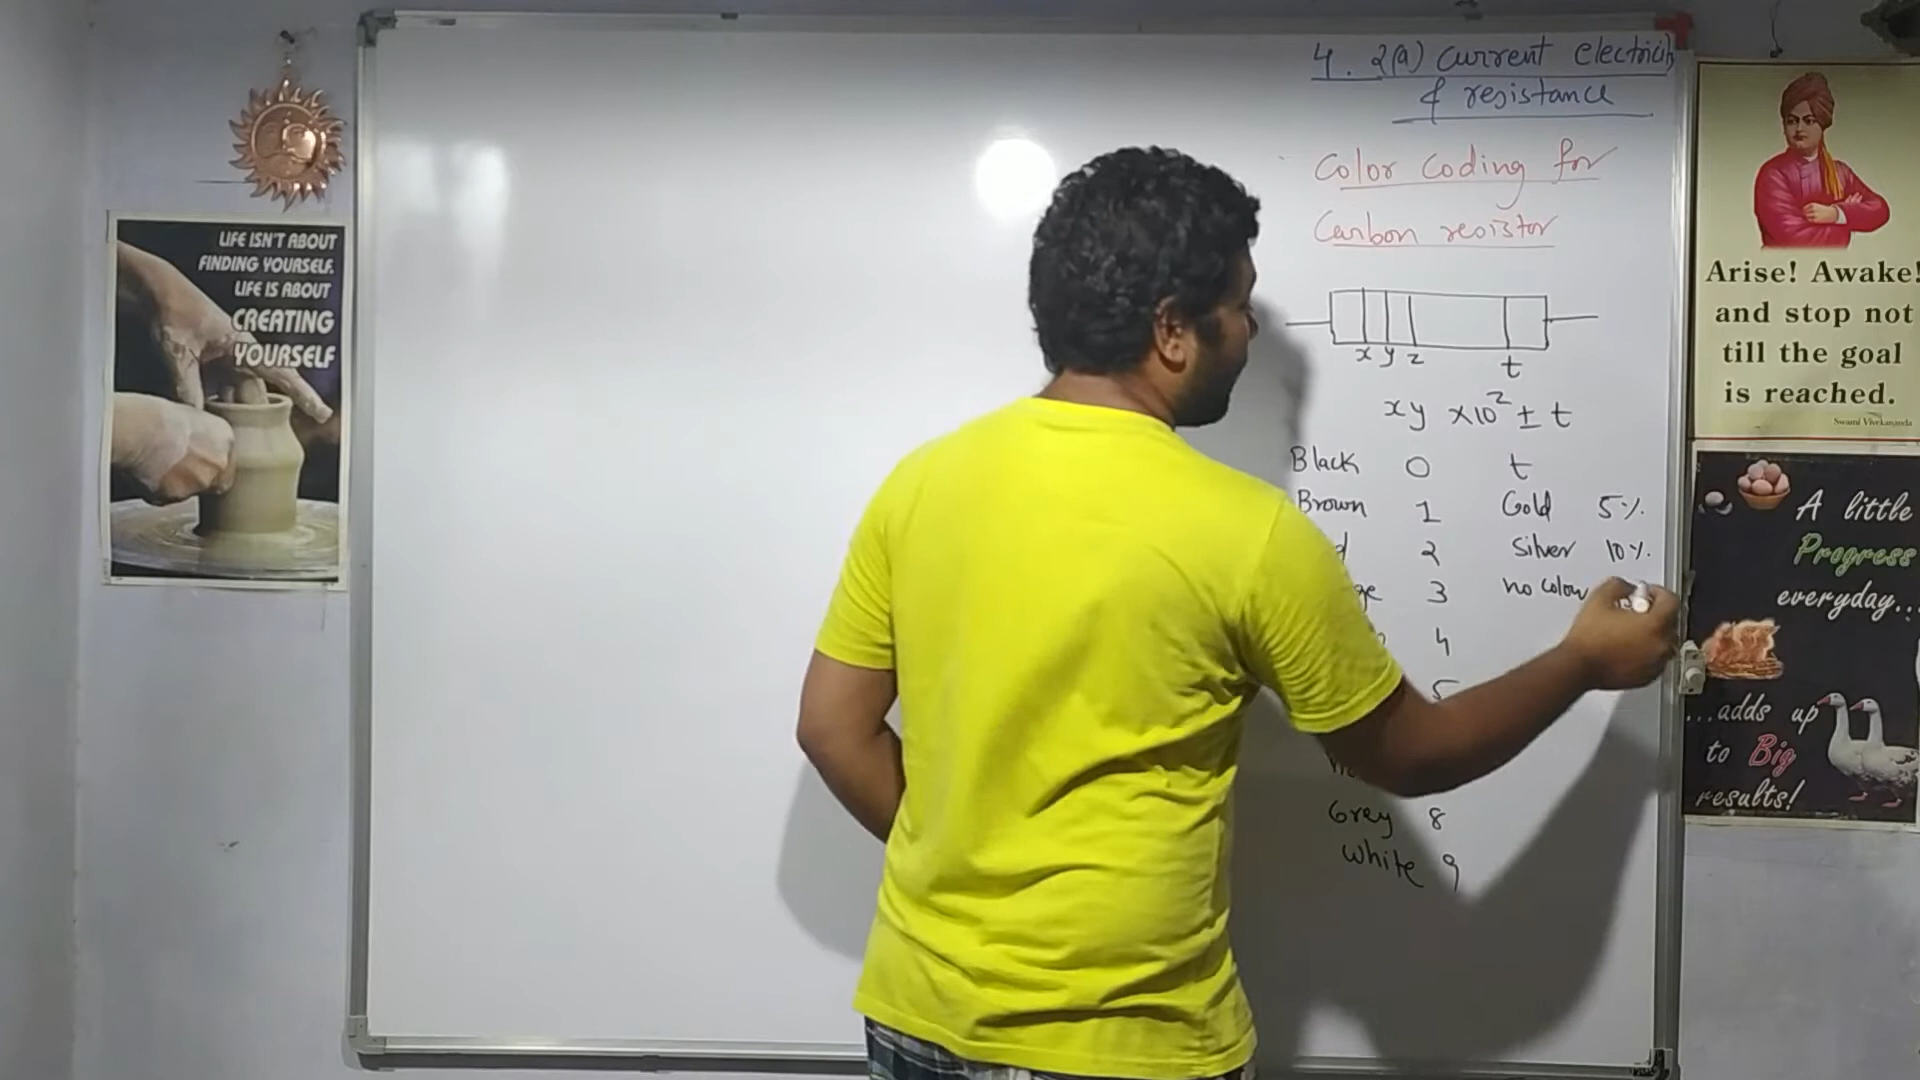 4. 2(a) Current electricity
& resistance
Color Coding for
Carbon resistor
x y z t
xy ×10² ± t
Black 0 t
Brown 1 Gold 5%
2 Silver 10%
3 no colour
4
5
Grey 8
White 9
LIFE ISN'T ABOUT
FINDING YOURSELF.
LIFE IS ABOUT
CREATING
YOURSELF
Arise! Awake!
and stop not
till the goal
is reached.
Swami Vivekananda
A little
Progress
everyday...
...adds up
to Big
results!